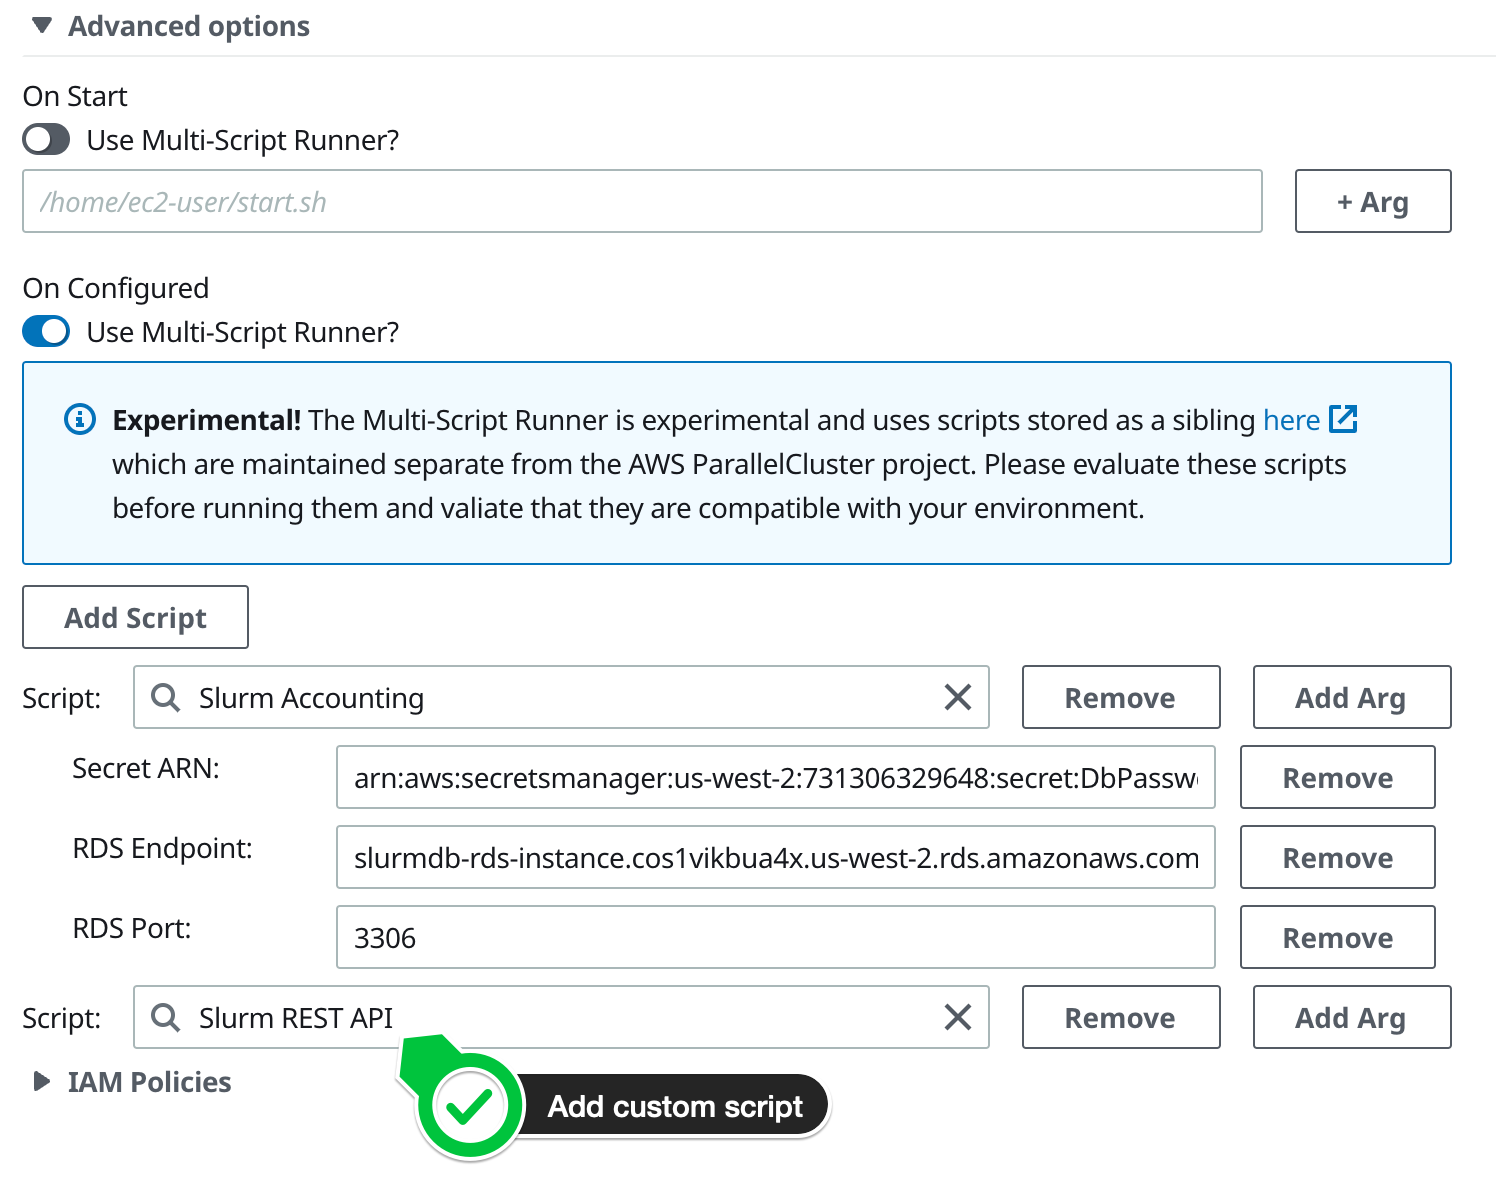 Advanced options
On Start
Use Multi-Script Runner?
/home/ec2-user/start.sh
+ Arg
On Configured
Use Multi-Script Runner?
Experimental! The Multi-Script Runner is experimental and uses scripts stored as a sibling here
which are maintained separate from the AWS ParallelCluster project. Please evaluate these scripts
before running them and valiate that they are compatible with your environment.
Add Script
Script: Slurm Accounting Remove Add Arg
Secret ARN: arn:aws:secretsmanager:us-west-2:731306329648:secret:DbPassw Remove
RDS Endpoint: slurmdb-rds-instance.cos1vikbua4x.us-west-2.rds.amazonaws.com Remove
RDS Port: 3306 Remove
Script: Slurm REST API Remove Add Arg
IAM Policies
Add custom script